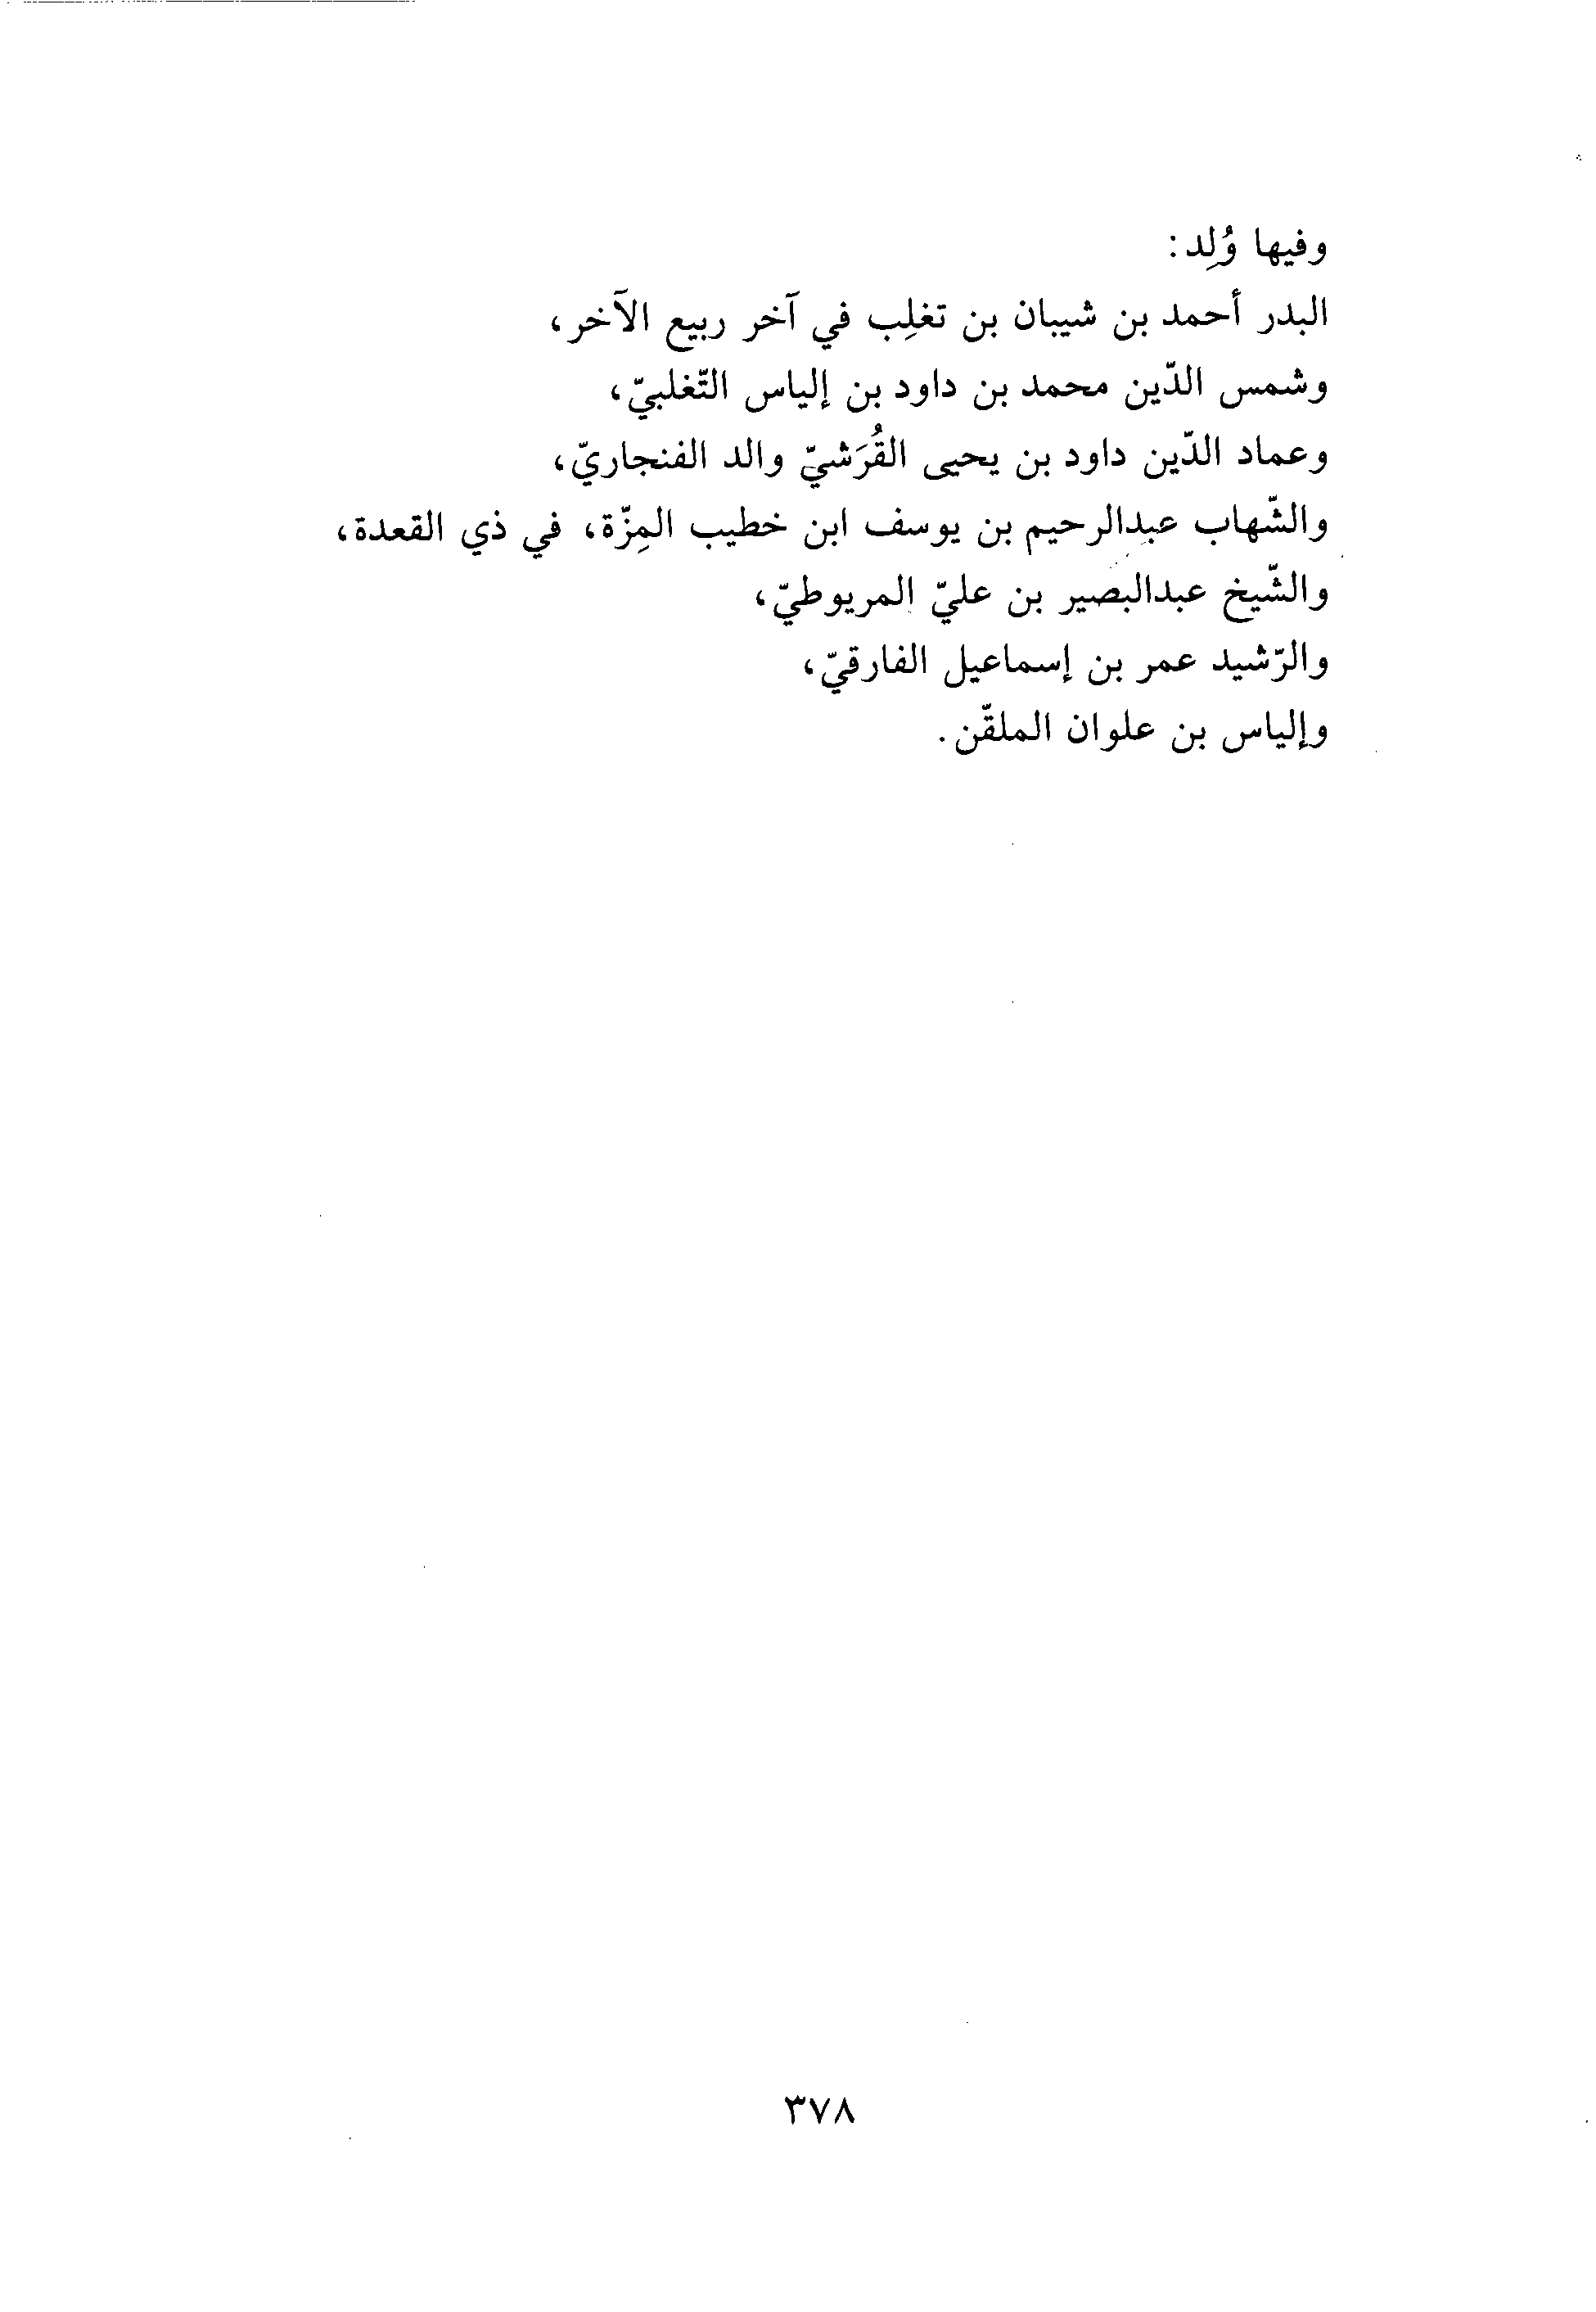 وفيها وُلِد:
البدر أحمد بن شيبان بن تغلِب في آخر ربيع الآخر،
وشمس الدّين محمد بن داود بن إلياس التّغلبيّ،
وعماد الدّين داود بن يحيى القُرَشيّ والد الفنجاريّ،
والشّهاب عبدالرحيم بن يوسف ابن خطيب المِزّة، في ذي القعدة،
والشّيخ عبدالبصير بن عليّ المريوطيّ،
والرّشيد عمر بن إسماعيل الفارقيّ،
وإلياس بن علوان الملقّن.
٣٧٨